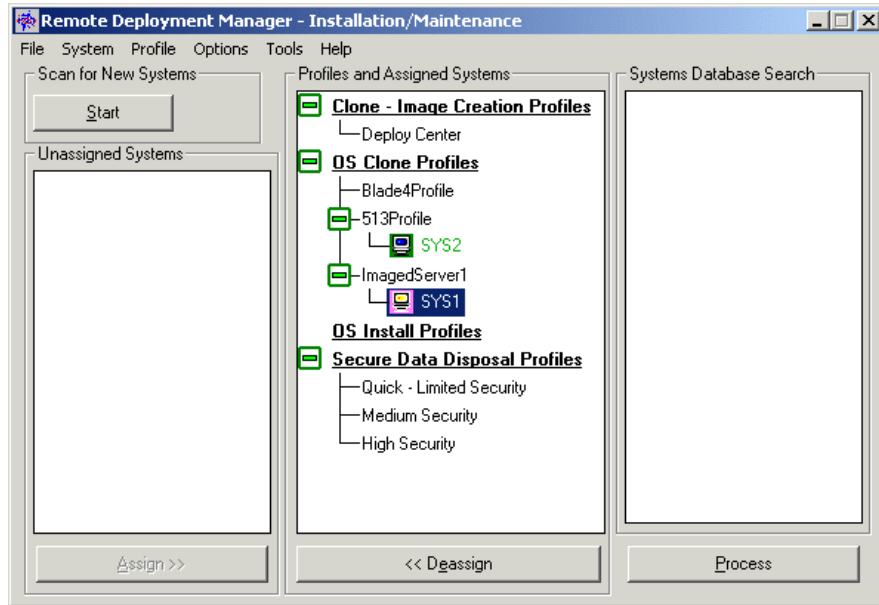 Remote Deployment Manager - Installation/Maintenance
File System Profile Options Tools Help
Scan for New Systems
Start
Unassigned Systems
Assign >>
Profiles and Assigned Systems
Clone - Image Creation Profiles
Deploy Center
OS Clone Profiles
Blade4Profile
513Profile
SYS2
ImagedServer1
SYS1
OS Install Profiles
Secure Data Disposal Profiles
Quick - Limited Security
Medium Security
High Security
<< Deassign
Systems Database Search
Process